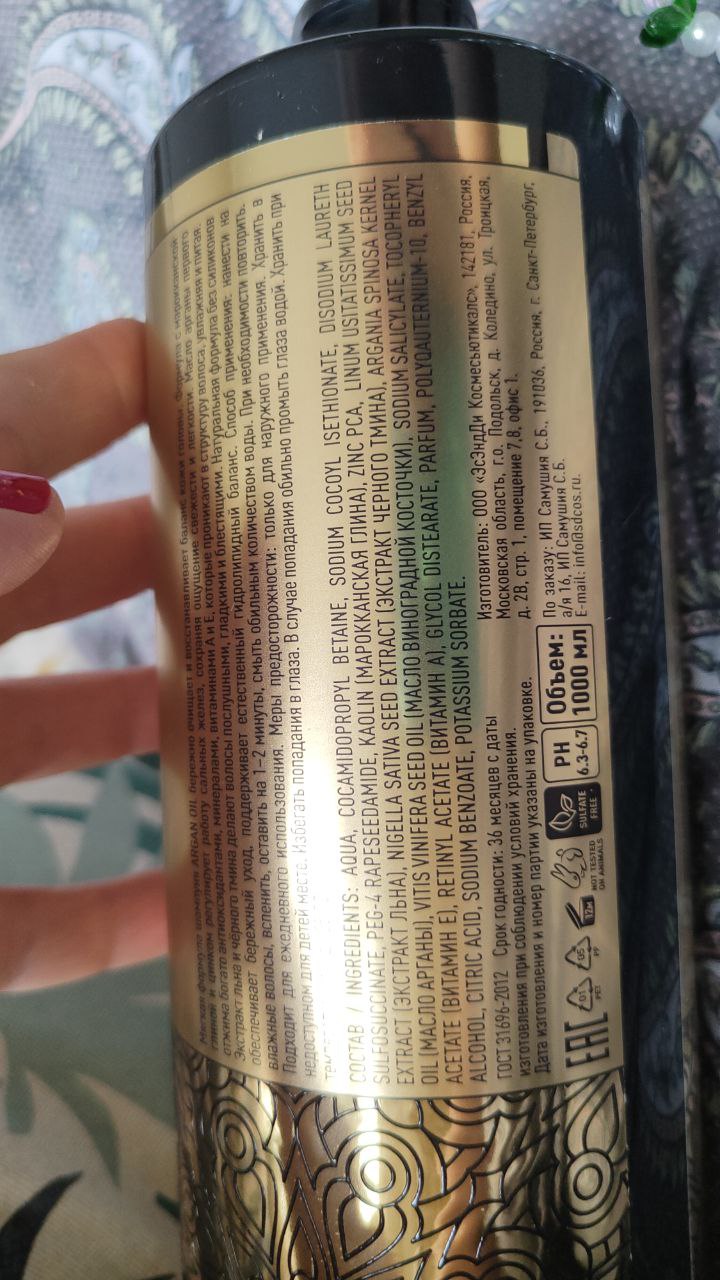 Мягкая формула шампуня ARGAN OIL бережно очищает и восстанавливает баланс кожи головы. Формула с марокканской
глиной и цинком регулирует работу сальных желез, сохраняя ощущение свежести и легкости. Масло арганы первого
отжима богато антиоксидантами, минералами, витаминами А и Е, которые проникают в структуру волоса, увлажняя и питая.
Экстракт льна и чёрного тмина делают волосы послушными, гладкими и блестящими. Натуральная формула без силиконов
обеспечивает бережный уход, поддерживает естественный гидролипидный баланс. Способ применения: нанести на
влажные волосы, вспенить, оставить на 1–2 минуты, смыть обильным количеством воды. При необходимости повторить.
Подходит для ежедневного использования. Меры предосторожности: только для наружного применения. Хранить в
недоступном для детей месте. Избегать попадания в глаза. В случае попадания обильно промыть глаза водой. Хранить при
СОСТАВ / INGREDIENTS: AQUA, COCAMIDOPROPYL BETAINE, SODIUM COCOYL ISETHIONATE, DISODIUM LAURETH
SULFOSUCCINATE, PEG-4 RAPESEEDAMIDE, KAOLIN (МАРОККАНСКАЯ ГЛИНА), ZINC PCA, LINUM USITATISSIMUM SEED
EXTRACT (ЭКСТРАКТ ЛЬНА), NIGELLA SATIVA SEED EXTRACT (ЭКСТРАКТ ЧЕРНОГО ТМИНА), ARGANIA SPINOSA KERNEL
OIL (МАСЛО АРГАНЫ), VITIS VINIFERA SEED OIL (МАСЛО ВИНОГРАДНОЙ КОСТОЧКИ), SODIUM SALICYLATE, TOCOPHERYL
ACETATE (ВИТАМИН Е), RETINYL ACETATE (ВИТАМИН А), GLYCOL DISTEARATE, PARFUM, POLYQAUTERNIUM-10, BENZYL
ALCOHOL, CITRIC ACID, SODIUM BENZOATE, POTASSIUM SORBATE.
ГОСТ 31696-2012 Срок годности: 36 месяцев с даты
изготовления при соблюдении условий хранения.
Дата изготовления и номер партии указаны на упаковке.
Изготовитель: ООО «ЭсЭндДи Космесьютикалс», 142181, Россия,
Московская область, г.о. Подольск, д. Коледино, ул. Троицкая,
д. 2В, стр. 1, помещение 7,8, офис 1.
По заказу: ИП Самушия С.Б., 191036, Россия, г. Санкт-Петербург,
а/я 16, ИП Самушия С.Б.
E-mail: info@sdcos.ru
EAC
01
PET
05
PP
12M
NOT TESTED
ON ANIMALS
SULFATE
FREE
PH
6.3-6.7
Объем:
1000 мл